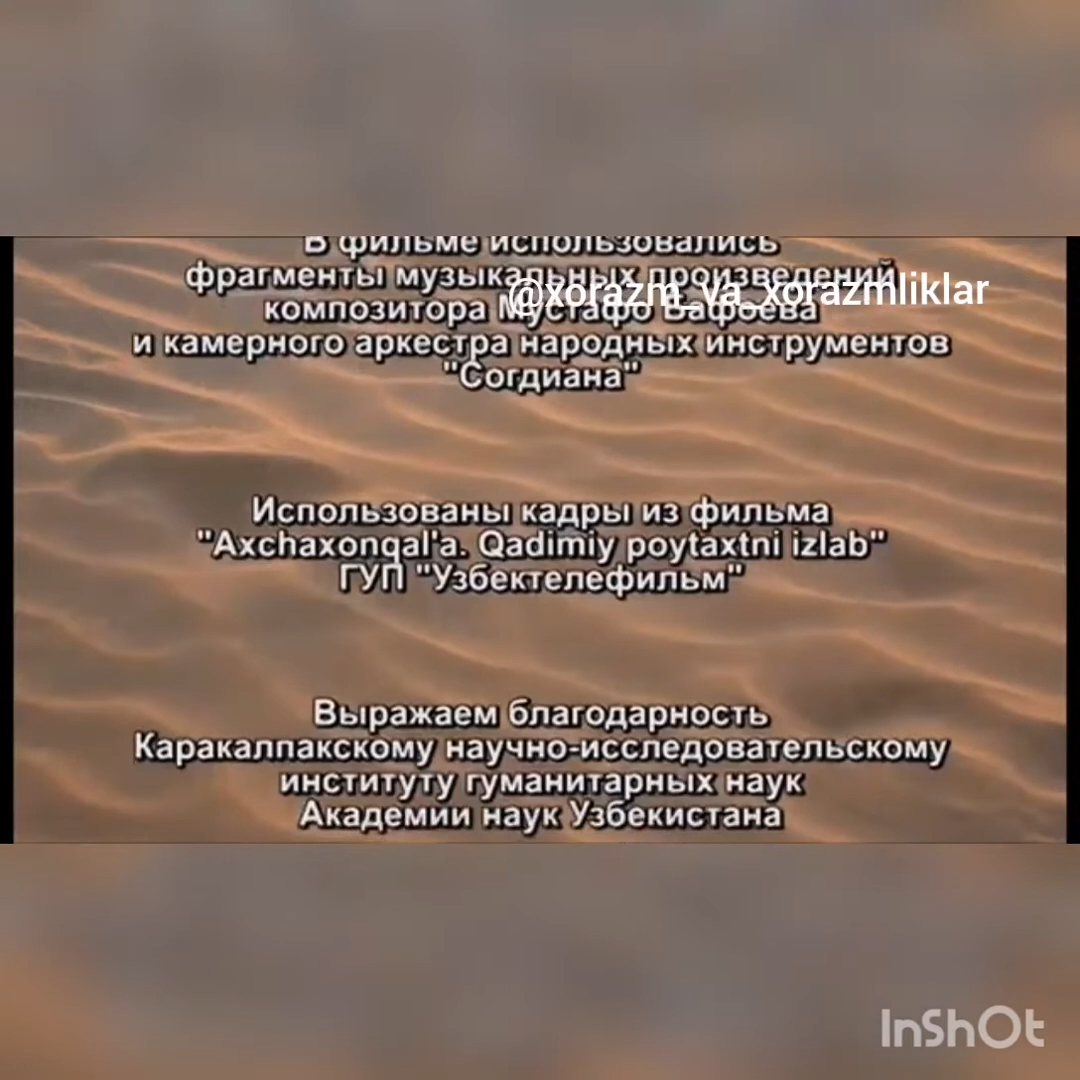 В фильме использовались
фрагменты музыкальных произведений
@xorazm_va_xorazmliklar
композитора Мустафо Бафоева
и камерного аркестра народных инструментов
"Согдиана"
Использованы кадры из фильма
"Axchaxonqal'a. Qadimiy poytaxtni izlab"
ГУП "Узбектелефильм"
Выражаем благодарность
Каракалпакскому научно-исследовательскому
институту гуманитарных наук
Академии наук Узбекистана
InShOt